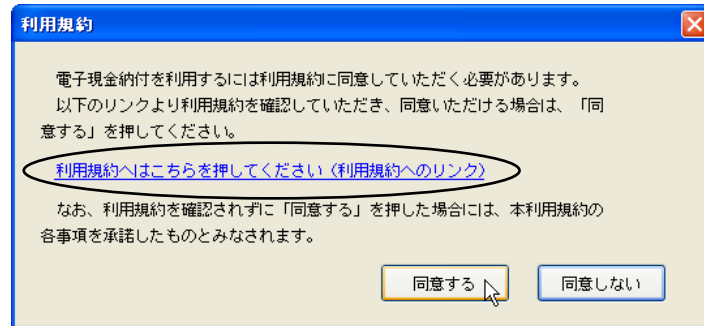 利用規約
電子現金納付を利用するには利用規約に同意していただく必要があります。
以下のリンクより利用規約を確認していただき、同意いただける場合は、「同
意する」を押してください。
利用規約へはこちらを押してください（利用規約へのリンク）
なお、利用規約を確認されずに「同意する」を押した場合には、本利用規約の
各事項を承諾したものとみなされます。
同意する
同意しない